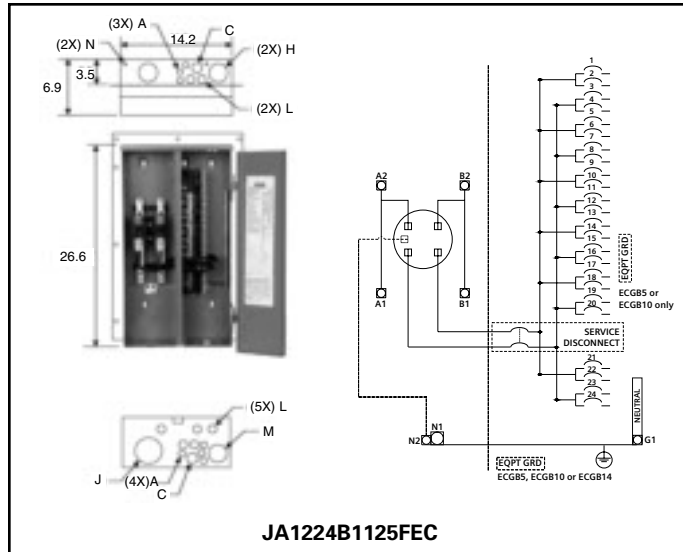 (3X) A
C
14.2
(2X) N
(2X) H
3.5
6.9
(2X) L
26.6
(5X) L
M
J
(4X)A
C
A2
B2
A1
B1
N2
N1
1
2
3
4
5
6
7
8
9
10
11
12
13
14
15
16
17
18
19
20
EQPT GRD
ECGB5 or
ECGB10 only
SERVICE
DISCONNECT
21
22
23
24
NEUTRAL
G1
EQPT GRD
ECGB5, ECGB10 or ECGB14
JA1224B1125FEC